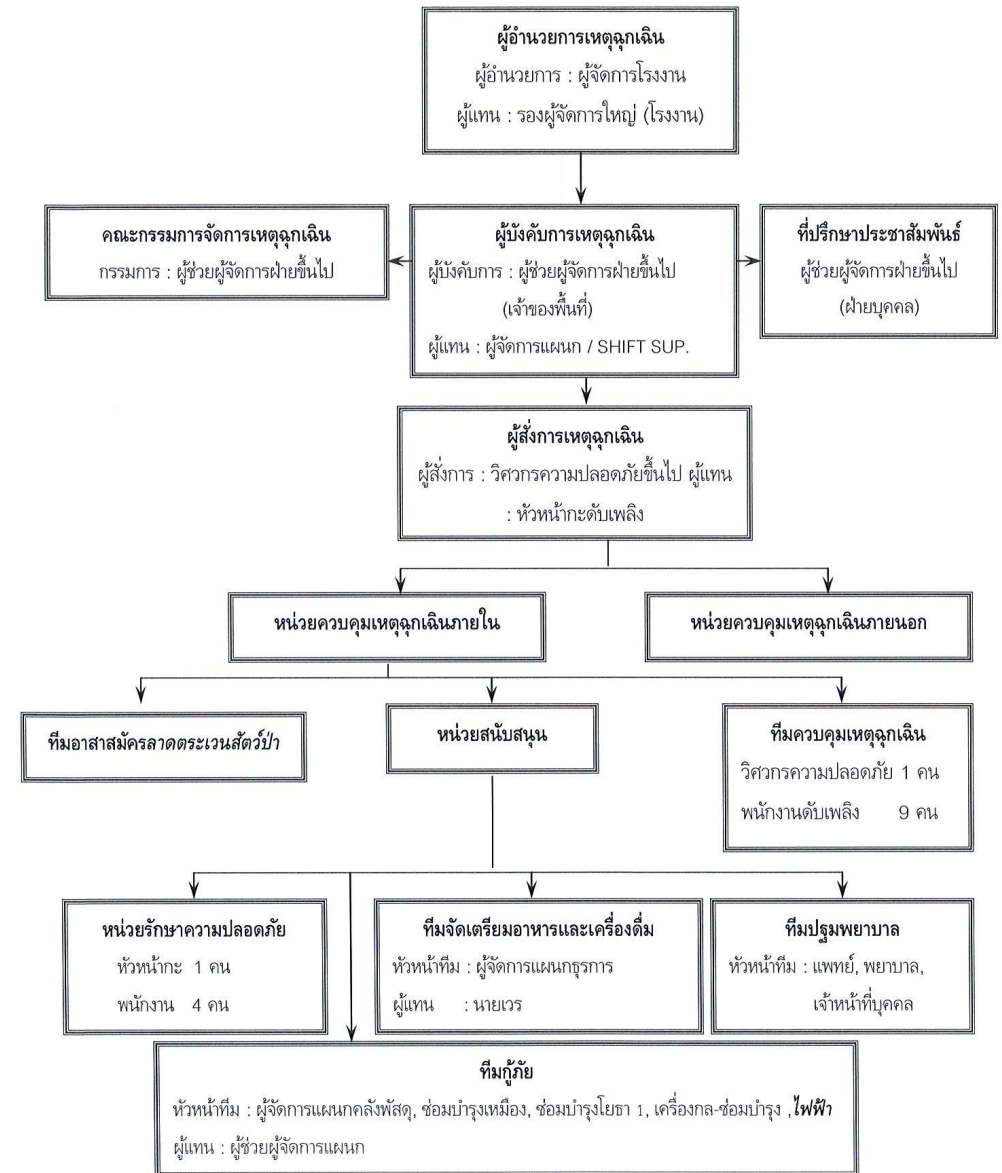 ผู้อำนวยการเหตุฉุกเฉิน
ผู้อำนวยการ : ผู้จัดการโรงงาน
ผู้แทน : รองผู้จัดการใหญ่ (โรงงาน)
คณะกรรมการจัดการเหตุฉุกเฉิน
กรรมการ : ผู้ช่วยผู้จัดการฝ่ายขึ้นไป
ผู้บังคับการเหตุฉุกเฉิน
ผู้บังคับการ : ผู้ช่วยผู้จัดการฝ่ายขึ้นไป
(เจ้าของพื้นที่)
ผู้แทน : ผู้จัดการแผนก / SHIFT SUP.
ที่ปรึกษาประชาสัมพันธ์
ผู้ช่วยผู้จัดการฝ่ายขึ้นไป
(ฝ่ายบุคคล)
ผู้สั่งการเหตุฉุกเฉิน
ผู้สั่งการ : วิศวกรความปลอดภัยขึ้นไป ผู้แทน
: หัวหน้ากะดับเพลิง
หน่วยควบคุมเหตุฉุกเฉินภายใน
หน่วยควบคุมเหตุฉุกเฉินภายนอก
ทีมอาสาสมัครลาดตระเวนสัตว์ป่า
หน่วยสนับสนุน
ทีมควบคุมเหตุฉุกเฉิน
วิศวกรความปลอดภัย 1 คน
พนักงานดับเพลิง 9 คน
หน่วยรักษาความปลอดภัย
หัวหน้ากะ 1 คน
พนักงาน 4 คน
ทีมจัดเตรียมอาหารและเครื่องดื่ม
หัวหน้าทีม : ผู้จัดการแผนกธุรการ
ผู้แทน : นายเวร
ทีมปฐมพยาบาล
หัวหน้าทีม : แพทย์, พยาบาล,
เจ้าหน้าที่บุคคล
ทีมกู้ภัย
หัวหน้าทีม : ผู้จัดการแผนกคลังพัสดุ, ซ่อมบำรุงเหมือง, ซ่อมบำรุงโยธา 1, เครื่องกล-ซ่อมบำรุง ,ไฟฟ้า
ผู้แทน : ผู้ช่วยผู้จัดการแผนก